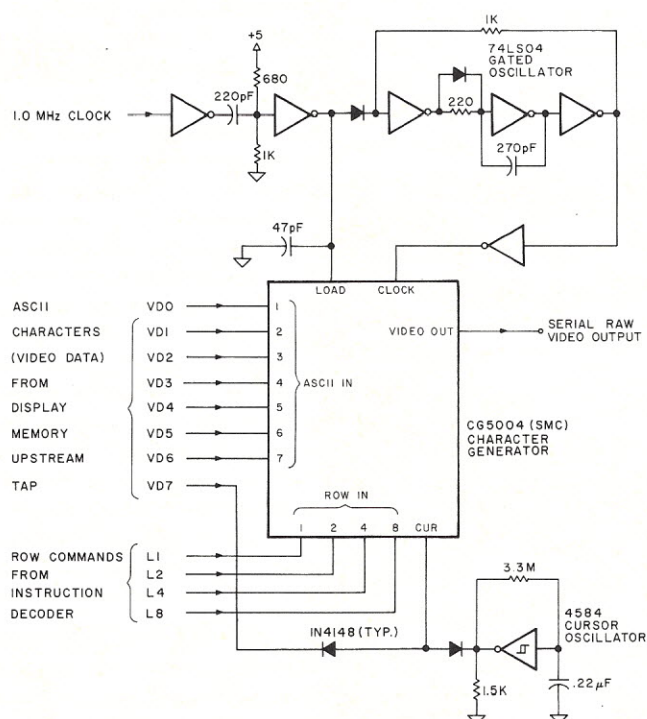 1K
+5
74LS04
GATED
OSCILLATOR
680
220pF
220
1.0 MHz CLOCK
270pF
1K
47pF
LOAD CLOCK
ASCII VD0 1
VIDEO OUT
SERIAL RAW
VIDEO OUTPUT
CHARACTERS VD1 2
(VIDEO DATA) VD2 3
FROM VD3 4 ASCII IN
DISPLAY VD4 5
MEMORY VD5 6
UPSTREAM VD6 7
TAP VD7
CG5004 (SMC)
CHARACTER
GENERATOR
ROW IN
1 2 4 8 CUR
ROW COMMANDS L1
FROM L2
INSTRUCTION L4
DECODER L8
3.3M
4584
CURSOR
OSCILLATOR
IN4148 (TYP.)
1.5K
.22μF